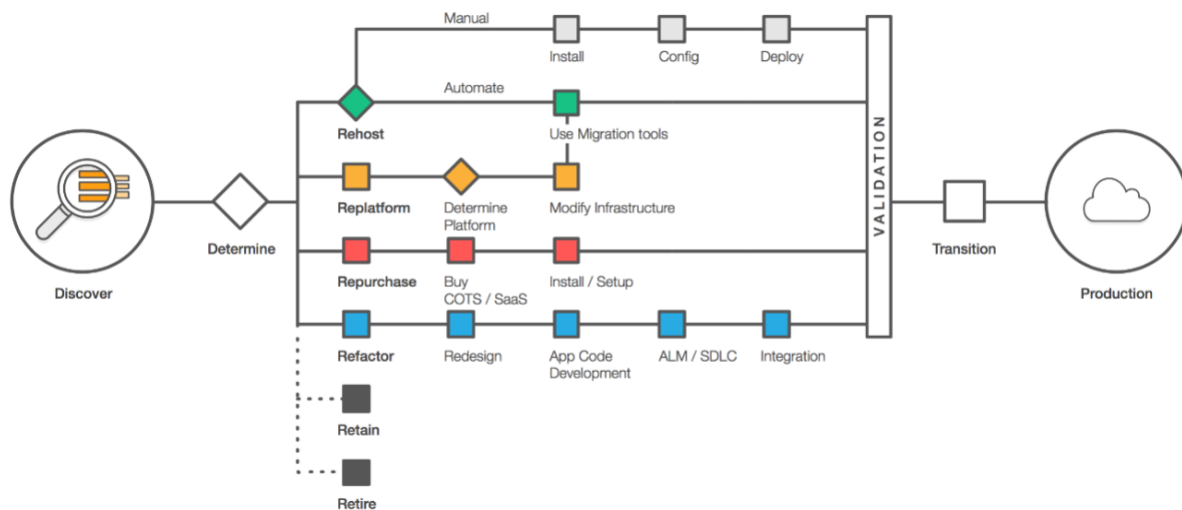 Manual
Install
Config
Deploy
Automate
Rehost
Use Migration tools
Replatform
Determine
Platform
Modify Infrastructure
Discover
Determine
Repurchase
Buy
COTS / SaaS
Install / Setup
Refactor
Redesign
App Code
Development
ALM / SDLC
Integration
Retain
Retire
VALIDATION
Transition
Production